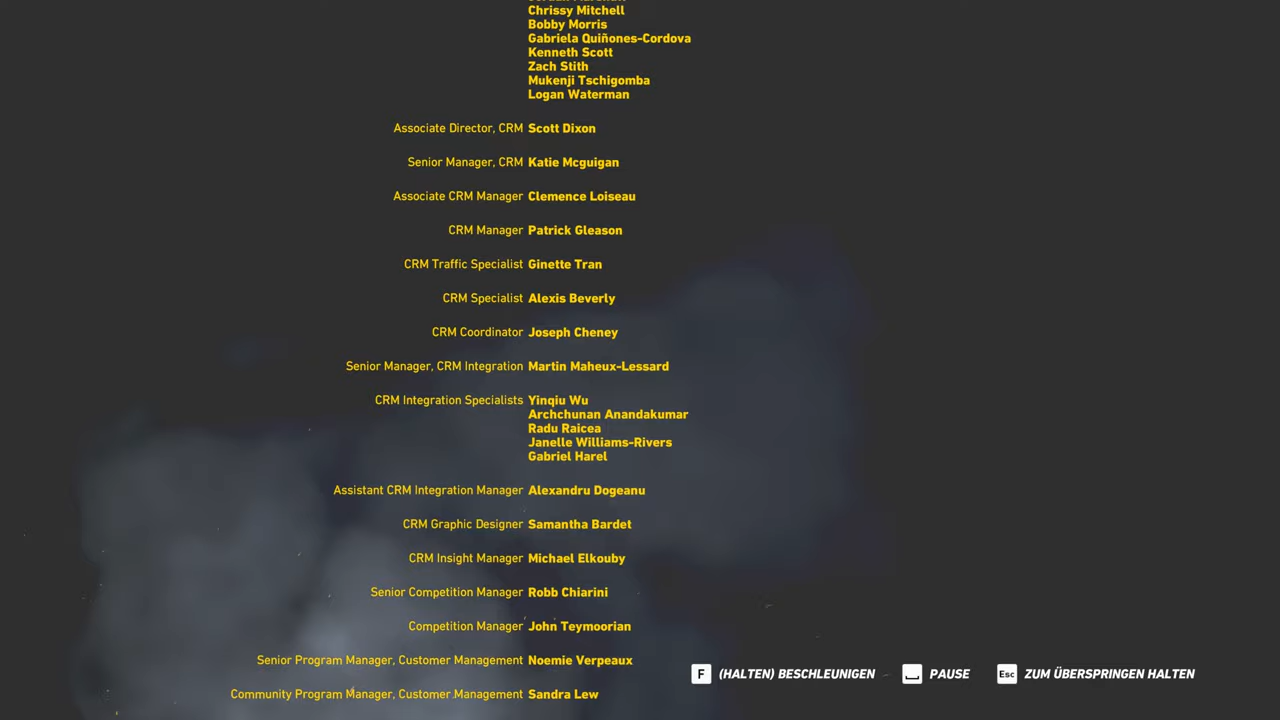 Chrissy Mitchell
Bobby Morris
Gabriela Quiñones-Cordova
Kenneth Scott
Zach Stith
Mukenji Tschigomba
Logan Waterman
Associate Director, CRM Scott Dixon
Senior Manager, CRM Katie Mcguigan
Associate CRM Manager Clemence Loiseau
CRM Manager Patrick Gleason
CRM Traffic Specialist Ginette Tran
CRM Specialist Alexis Beverly
CRM Coordinator Joseph Cheney
Senior Manager, CRM Integration Martin Maheux-Lessard
CRM Integration Specialists Yinqiu Wu
Archchunan Anandakumar
Radu Raicea
Janelle Williams-Rivers
Gabriel Harel
Assistant CRM Integration Manager Alexandru Dogeanu
CRM Graphic Designer Samantha Bardet
CRM Insight Manager Michael Elkouby
Senior Competition Manager Robb Chiarini
Competition Manager John Teymoorian
Senior Program Manager, Customer Management Noemie Verpeaux
F (HALTEN) BESCHLEUNIGEN PAUSE Esc ZUM ÜBERSPRINGEN HALTEN
Community Program Manager, Customer Management Sandra Lew